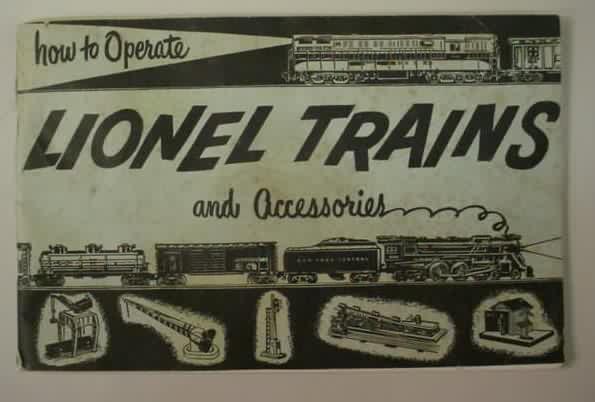 how to Operate
LIONEL TRAINS
and Accessories
NEW YORK CENTRAL